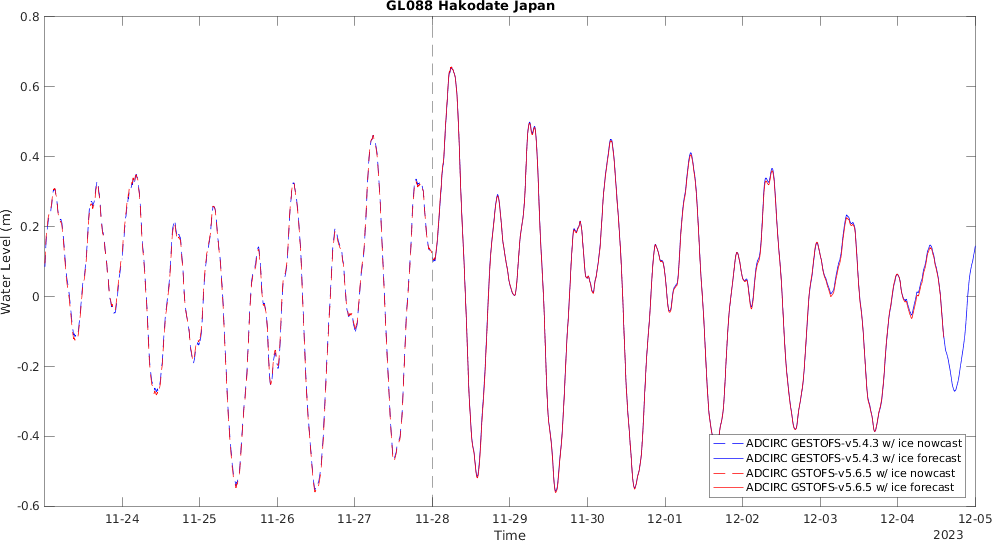 GL088 Hakodate Japan
0.8
0.6
0.4
0.2
0
-0.2
-0.4
-0.6
Water Level (m)
ADCIRC GESTOFS-v5.4.3 w/ ice nowcast
ADCIRC GESTOFS-v5.4.3 w/ ice forecast
ADCIRC GSTOFS-v5.6.5 w/ ice nowcast
ADCIRC GSTOFS-v5.6.5 w/ ice forecast
11-24 11-25 11-26 11-27 11-28 11-29 11-30 12-01 12-02 12-03 12-04 12-05
Time
2023